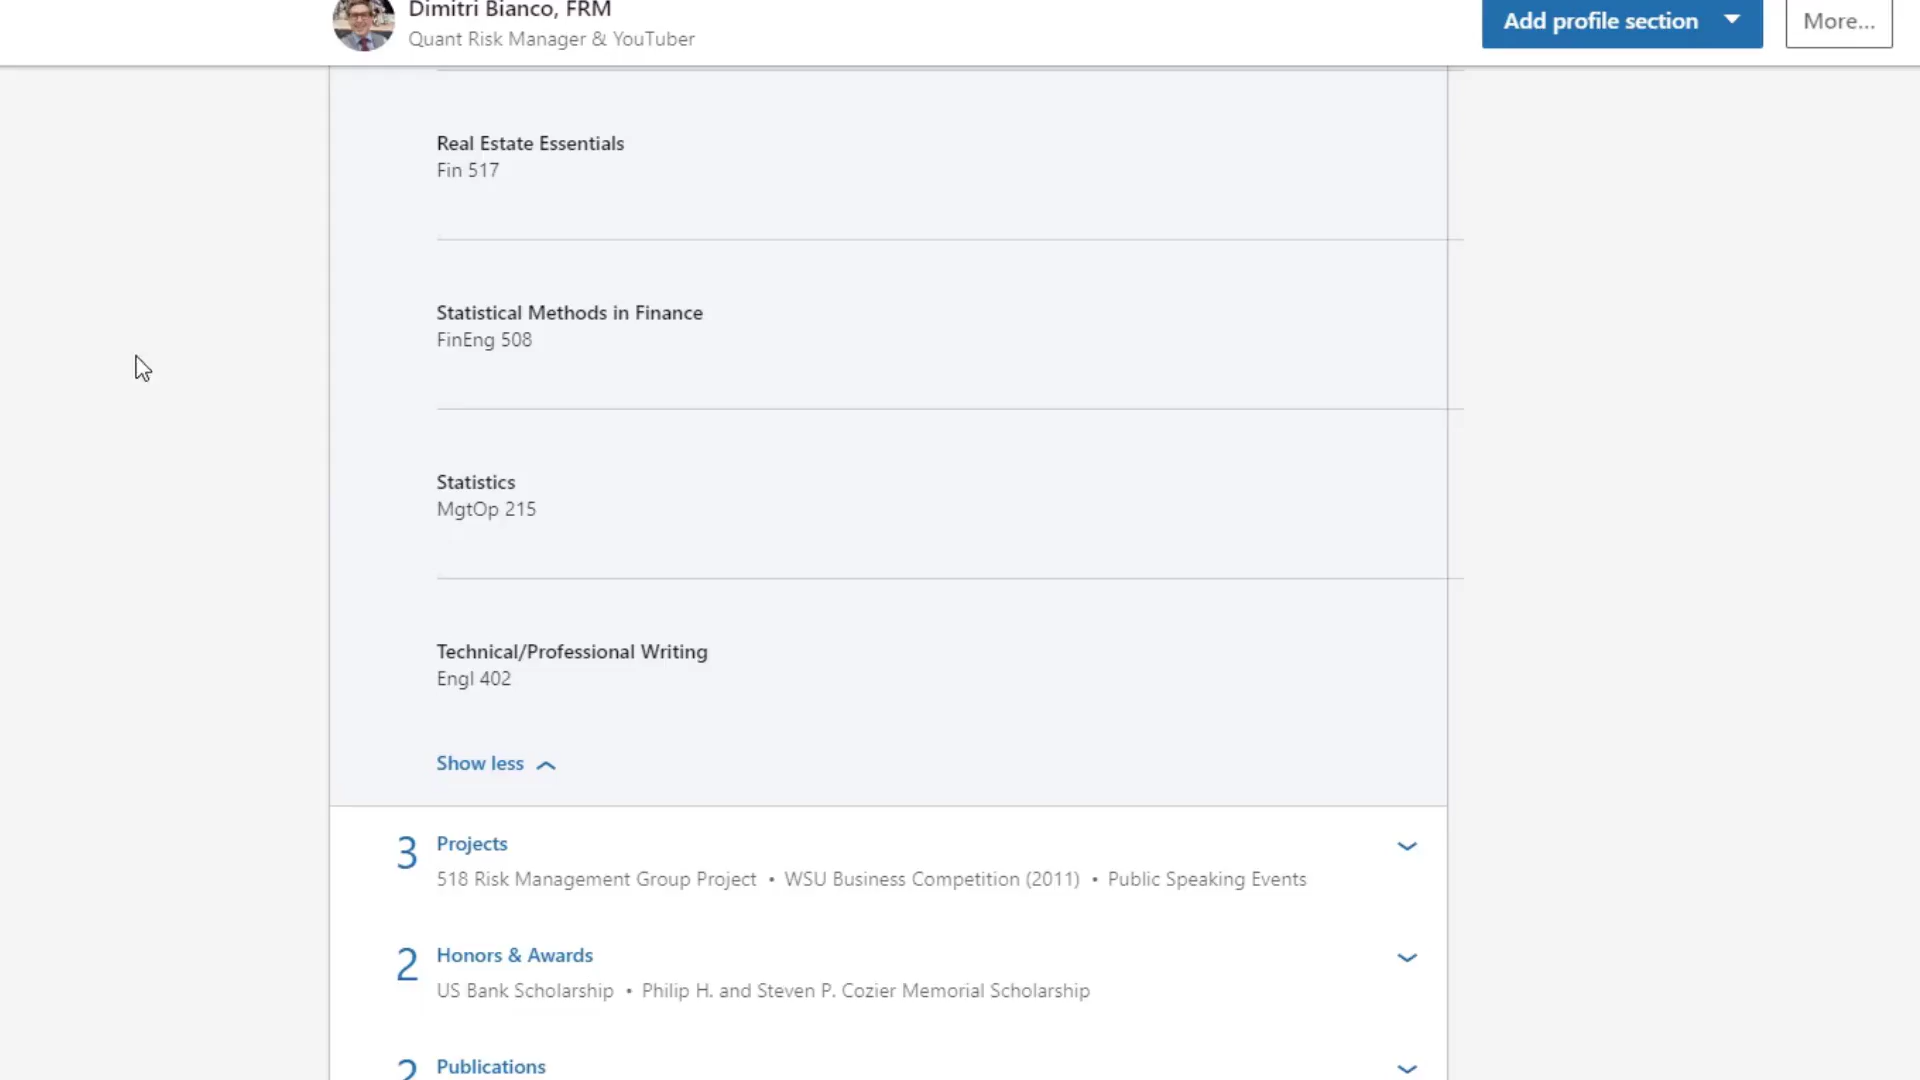 Dimitri Bianco, FRM
Quant Risk Manager & YouTuber
Add profile section
More...
Real Estate Essentials
Fin 517
Statistical Methods in Finance
FinEng 508
Statistics
MgtOp 215
Technical/Professional Writing
Engl 402
Show less
3 Projects
518 Risk Management Group Project • WSU Business Competition (2011) • Public Speaking Events
2 Honors & Awards
US Bank Scholarship • Philip H. and Steven P. Cozier Memorial Scholarship
2 Publications